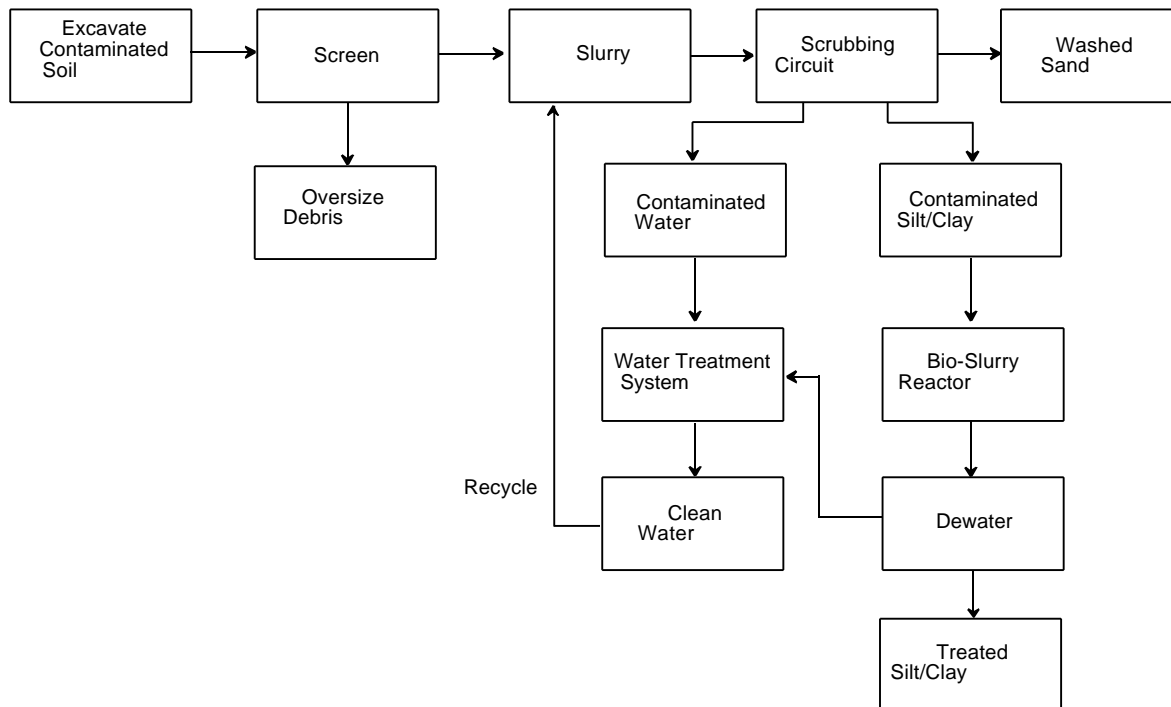 Excavate
Contaminated
Soil
Screen
Slurry
Scrubbing
Circuit
Washed
Sand
Oversize
Debris
Contaminated
Water
Contaminated
Silt/Clay
Water Treatment
System
Bio-Slurry
Reactor
Recycle
Clean
Water
Dewater
Treated
Silt/Clay